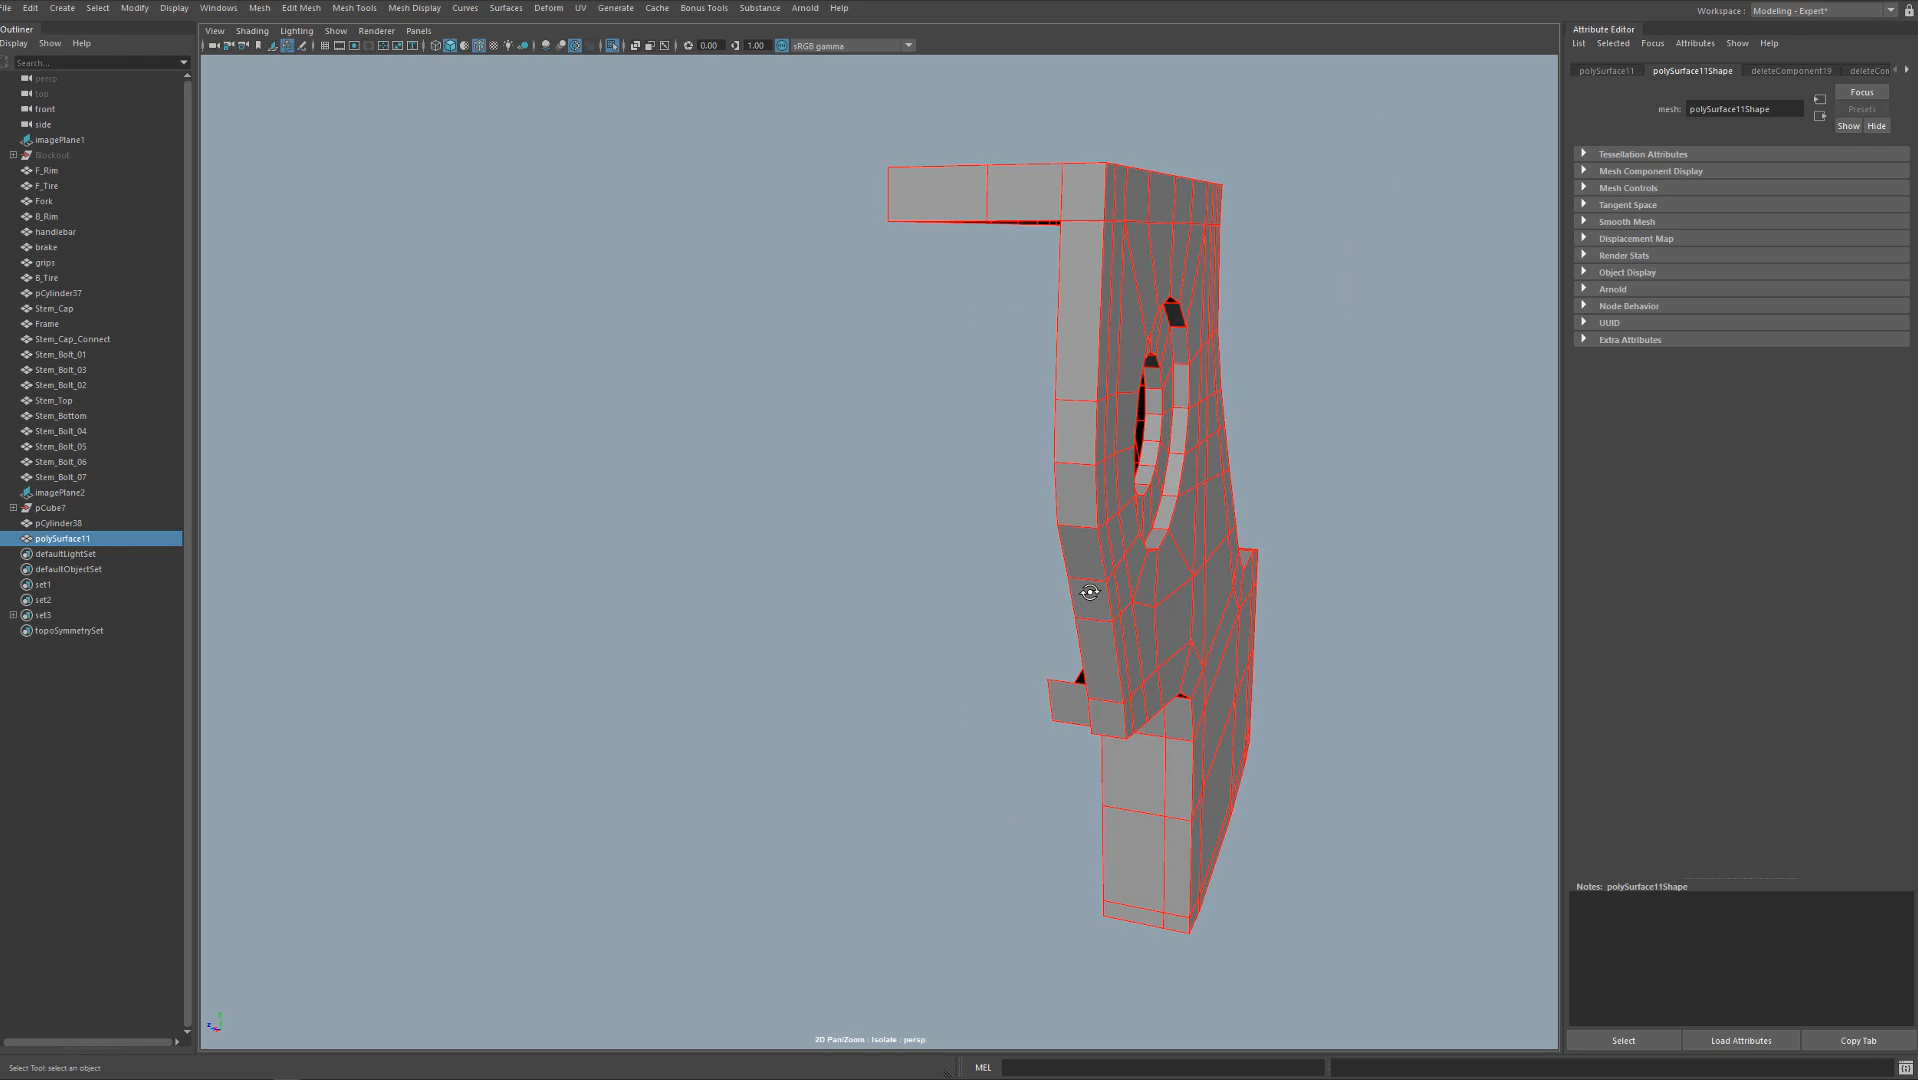 File Edit Create Select Modify Display Windows Mesh Edit Mesh Mesh Tools Mesh Display Curves Surfaces Deform UV Generate Cache Bonus Tools Substance Arnold Help
Workspace : Modeling - Expert*
Outliner
Display Show Help
Search...
persp
top
front
side
imagePlane1
Blockout
F_Rim
F_Tire
Fork
B_Rim
handlebar
brake
grips
B_Tire
pCylinder37
Stem_Cap
Frame
Stem_Cap_Connect
Stem_Bolt_01
Stem_Bolt_03
Stem_Bolt_02
Stem_Top
Stem_Bottom
Stem_Bolt_04
Stem_Bolt_05
Stem_Bolt_06
Stem_Bolt_07
imagePlane2
pCube7
pCylinder38
polySurface11
defaultLightSet
defaultObjectSet
set1
set2
set3
topoSymmetrySet
View Shading Lighting Show Renderer Panels
0.00 1.00 sRGB gamma
2D Pan/Zoom : Isolate : persp
Attribute Editor
List Selected Focus Attributes Show Help
polySurface11 polySurface11Shape deleteComponent19 deleteCon
Focus
mesh: polySurface11Shape
Presets
Show Hide
Tessellation Attributes
Mesh Component Display
Mesh Controls
Tangent Space
Smooth Mesh
Displacement Map
Render Stats
Object Display
Arnold
Node Behavior
UUID
Extra Attributes
Notes: polySurface11Shape
Select Load Attributes Copy Tab
Select Tool: select an object
MEL